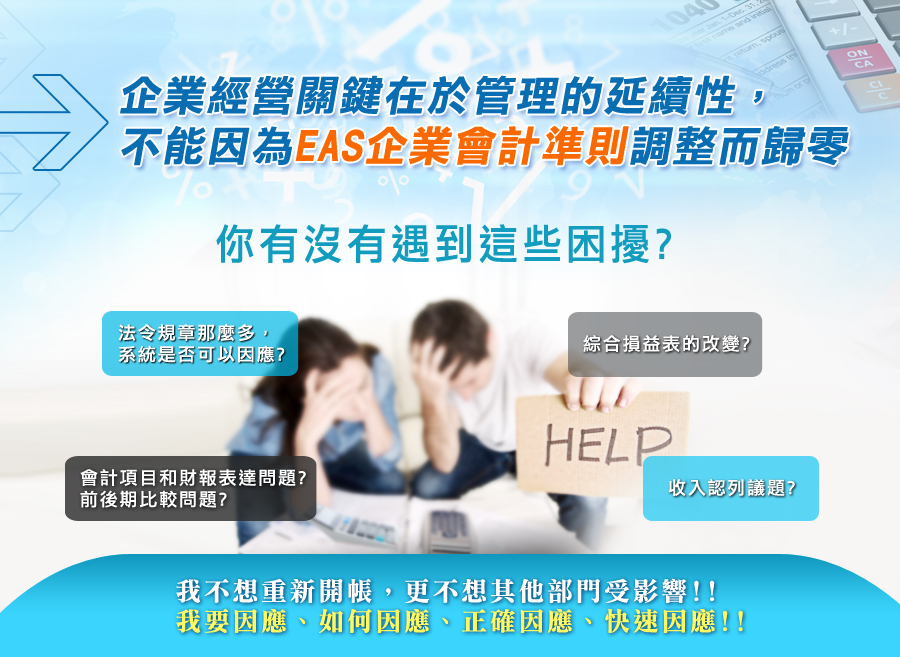 企業經營關鍵在於管理的延續性，
不能因為EAS企業會計準則調整而歸零
你有沒有遇到這些困擾?
法令規章那麼多，
系統是否可以因應?
綜合損益表的改變?
HELP
會計項目和財報表達問題?
前後期比較問題?
收入認列議題?
我不想重新開帳，更不想其他部門受影響!!
我要因應、如何因應、正確因應、快速因應!!
1040
+/-
ON
CA
CI
C